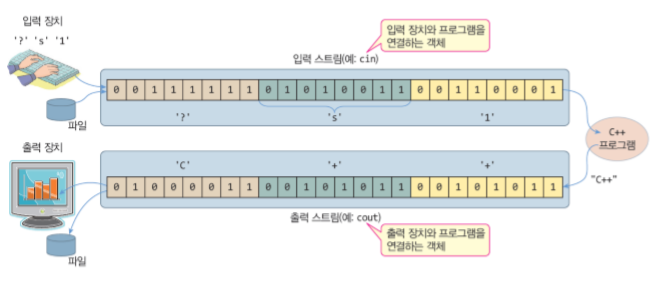 입력 장치
'?' 's' '1'
파일
입력 장치와 프로그램을
연결하는 객체
입력 스트림(예: cin)
0 0 1 1 1 1 1 1 0 1 0 1 0 0 1 1 0 0 1 1 0 0 0 1
'?' 's' '1'
C++
프로그램
"C++"
출력 장치
'C' '+' '+'
0 1 0 0 0 0 1 1 0 0 1 0 1 0 1 1 0 0 1 0 1 0 1 1
출력 스트림(예: cout)
파일
출력 장치와 프로그램을
연결하는 객체